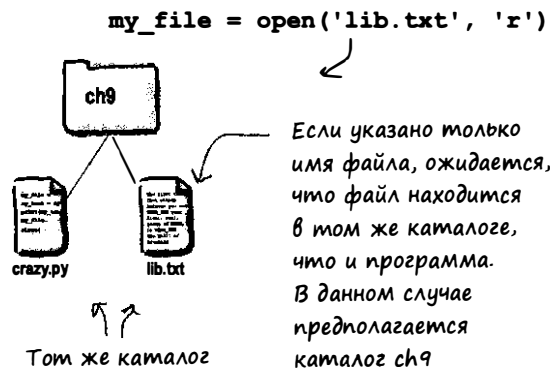 my_file = open('lib.txt', 'r')
ch9
Если указано только
имя файла, ожидается,
что файл находится
в том же каталоге,
что и программа.
В данном случае
предполагается
каталог ch9
crazy.py
lib.txt
Тот же каталог